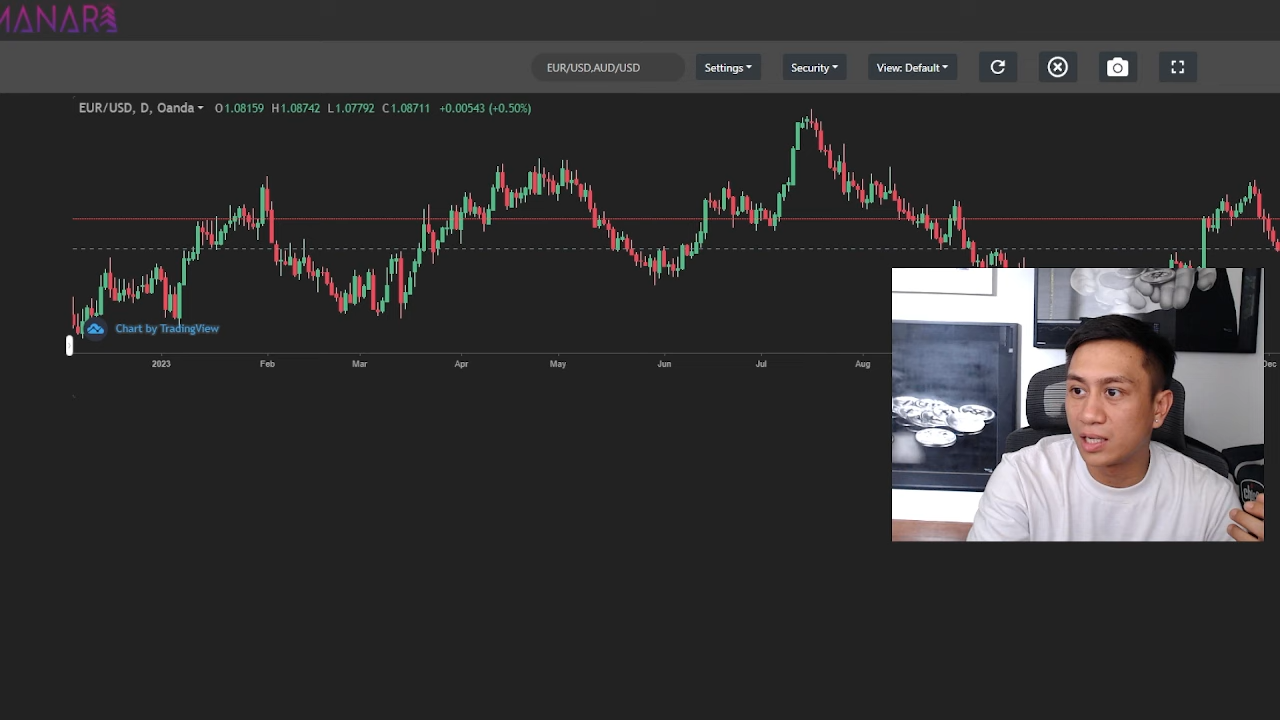 MANARA
EUR/USD,AUD/USD Settings Security View: Default
EUR/USD, D, Oanda O1.08159 H1.08742 L1.07792 C1.08711 +0.00543 (+0.50%)
Chart by TradingView
2023 Feb Mar Apr May Jun Jul Aug Dec